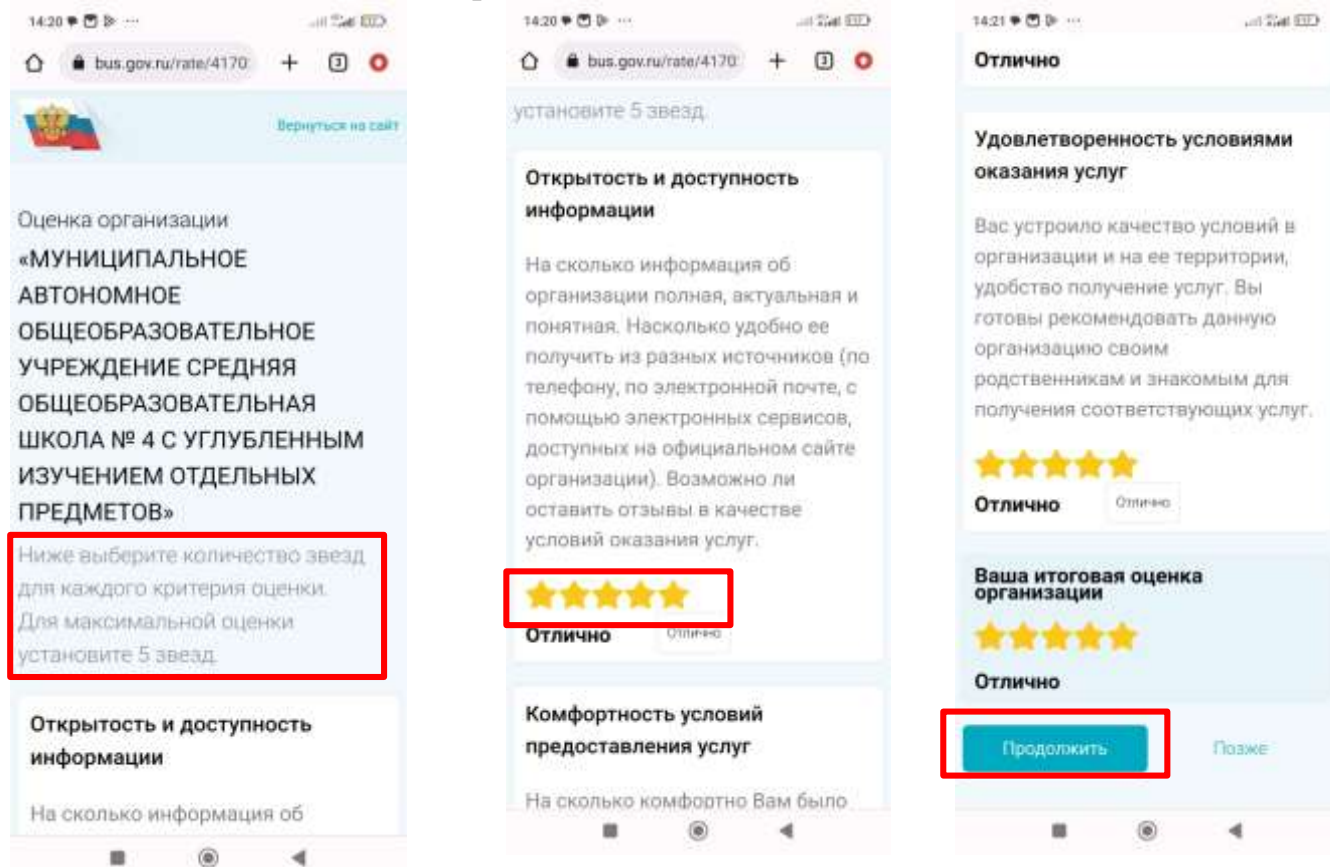 14:20
bus.gov.ru/rate/4170
3
Вернуться на сайт
Оценка организации
«МУНИЦИПАЛЬНОЕ
АВТОНОМНОЕ
ОБЩЕОБРАЗОВАТЕЛЬНОЕ
УЧРЕЖДЕНИЕ СРЕДНЯЯ
ОБЩЕОБРАЗОВАТЕЛЬНАЯ
ШКОЛА № 4 С УГЛУБЛЕННЫМ
ИЗУЧЕНИЕМ ОТДЕЛЬНЫХ
ПРЕДМЕТОВ»
Ниже выберите количество звезд
для каждого критерия оценки.
Для максимальной оценки
установите 5 звезд.
Открытость и доступность
информации
На сколько информация об
14:20
bus.gov.ru/rate/4170
3
установите 5 звезд.
Открытость и доступность
информации
На сколько информация об
организации полная, актуальная и
понятная. Насколько удобно ее
получить из разных источников (по
телефону, по электронной почте, с
помощью электронных сервисов,
доступных на официальном сайте
организации). Возможно ли
оставить отзывы в качестве
условий оказания услуг.
Отлично
Отлично
Комфортность условий
предоставления услуг
На сколько комфортно Вам было
14:21
Отлично
Удовлетворенность условиями
оказания услуг
Вас устроило качество условий в
организации и на ее территории,
удобство получение услуг. Вы
готовы рекомендовать данную
организацию своим
родственникам и знакомым для
получения соответствующих услуг.
Отлично
Отлично
Ваша итоговая оценка
организации
Отлично
Продолжить
Позже